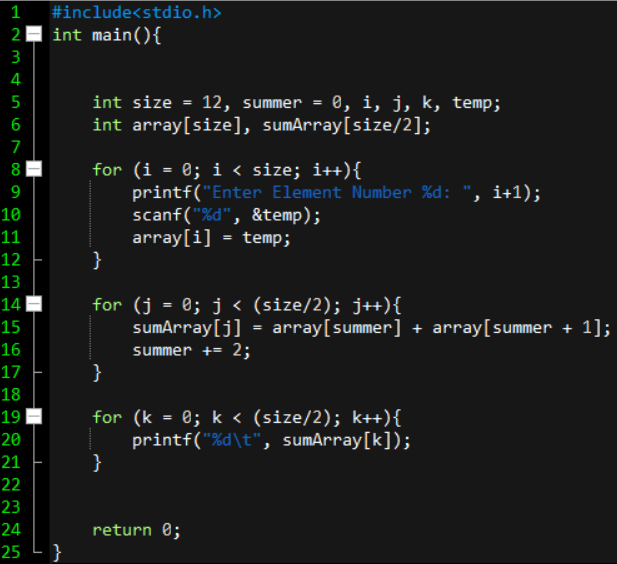 1 #include<stdio.h>
2 int main(){
3
4
5     int size = 12, summer = 0, i, j, k, temp;
6     int array[size], sumArray[size/2];
7
8     for (i = 0; i < size; i++){
9         printf("Enter Element Number %d: ", i+1);
10         scanf("%d", &temp);
11         array[i] = temp;
12     }
13
14     for (j = 0; j < (size/2); j++){
15         sumArray[j] = array[summer] + array[summer + 1];
16         summer += 2;
17     }
18
19     for (k = 0; k < (size/2); k++){
20         printf("%d\t", sumArray[k]);
21     }
22
23
24     return 0;
25 }